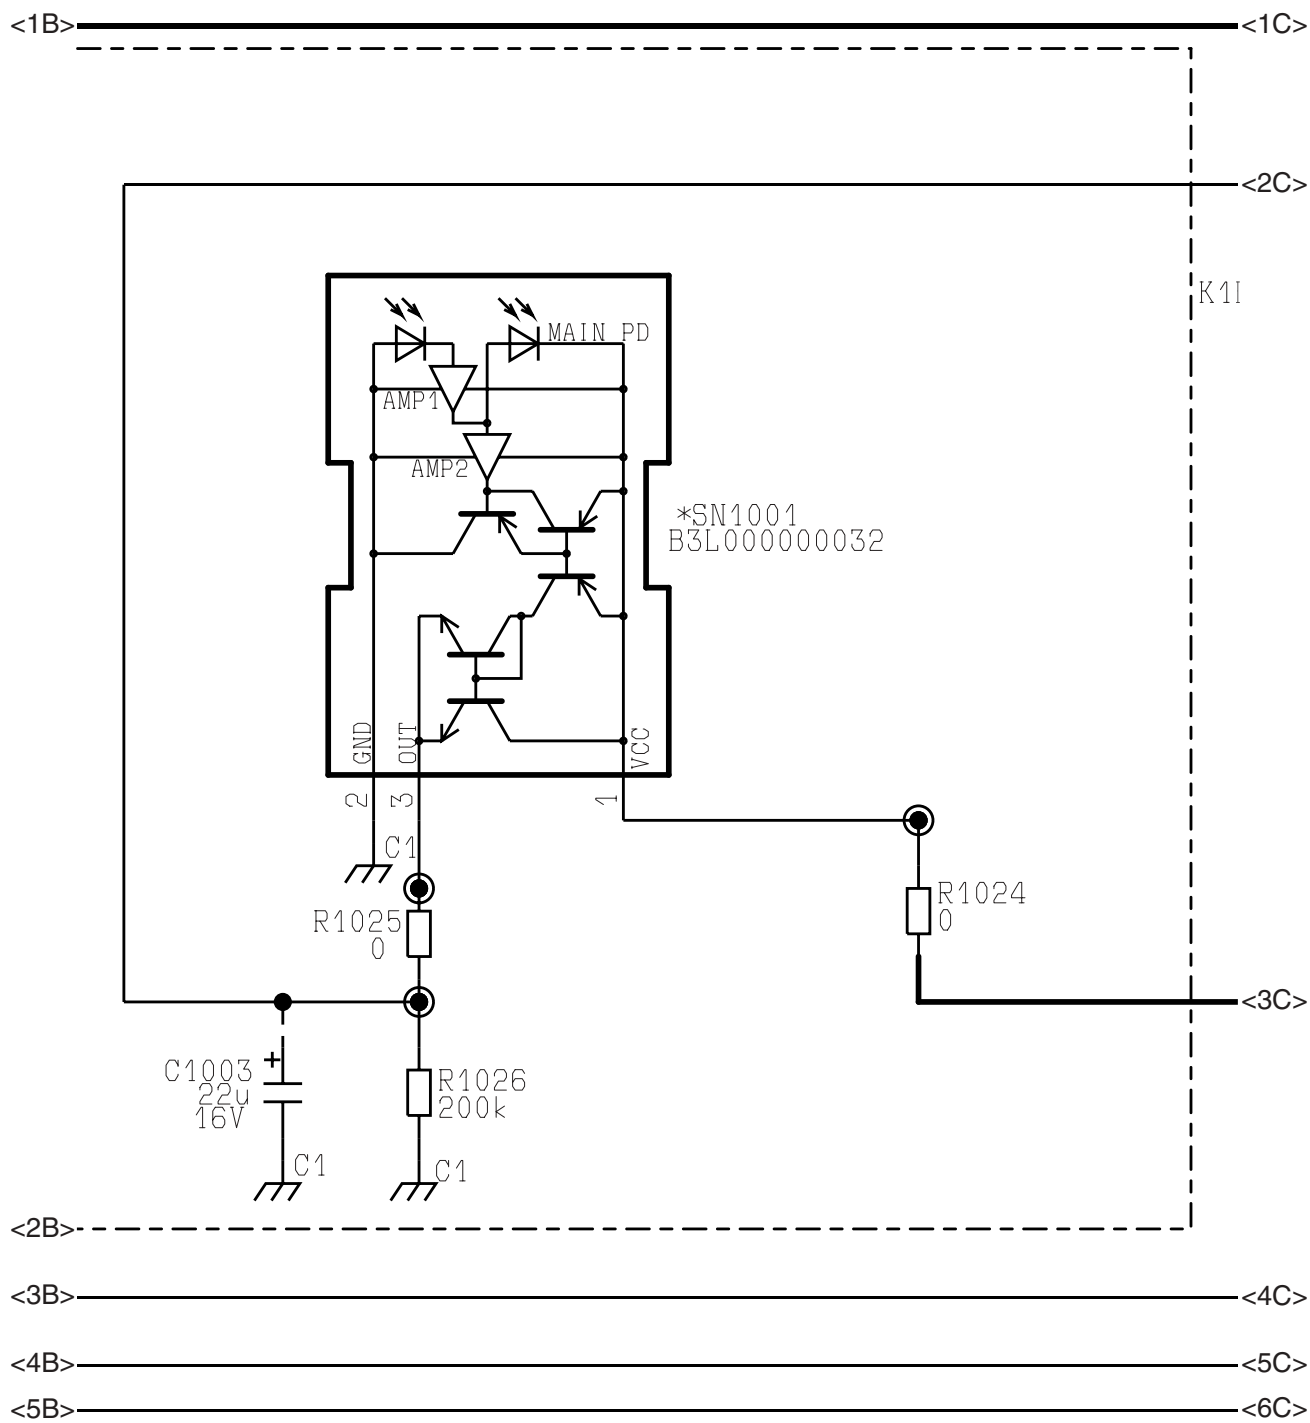 <1B>
<1C>
<2C>
K1I
MAIN PD
AMP1
AMP2
*SN1001
B3L000000032
GND
OUT
VCC
2
3
1
C1
R1025
0
R1024
0
<3C>
C1003
22u
16V
R1026
200k
C1
C1
<2B>
<3B>
<4C>
<4B>
<5C>
<5B>
<6C>